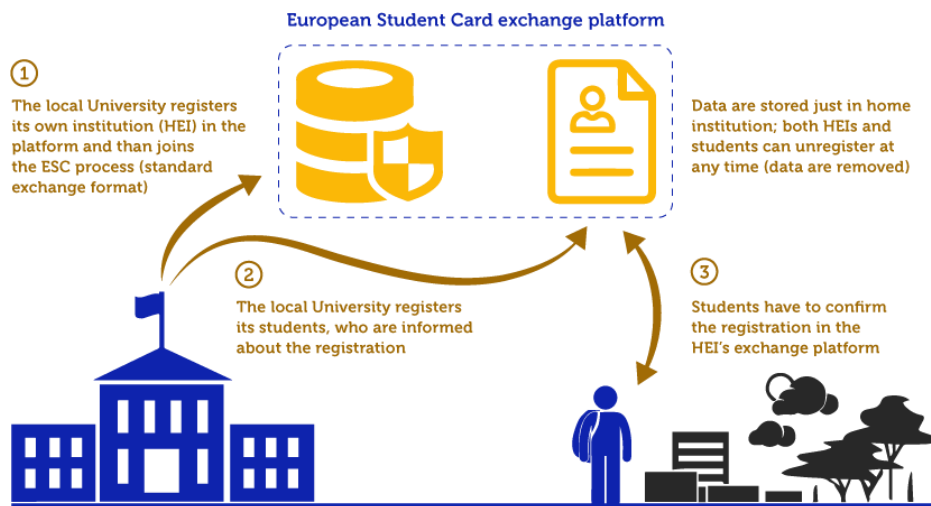 European Student Card exchange platform
1
The local University registers
its own institution (HEI) in the
platform and than joins
the ESC process (standard
exchange format)
Data are stored just in home
institution; both HEIs and
students can unregister at
any time (data are removed)
2
The local University registers
its students, who are informed
about the registration
3
Students have to confirm
the registration in the
HEI's exchange platform